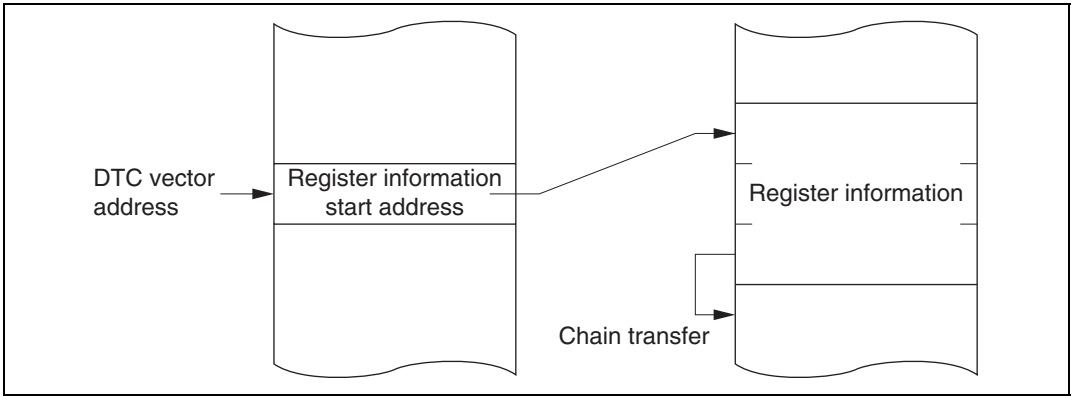 DTC vector
address
Register information
start address
Register information
Chain transfer